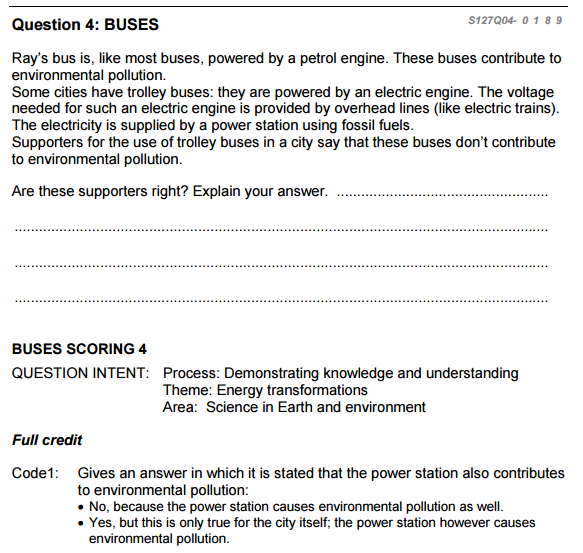 Question 4: BUSES
S127Q04- 0 1 8 9
Ray's bus is, like most buses, powered by a petrol engine. These buses contribute to
environmental pollution.
Some cities have trolley buses: they are powered by an electric engine. The voltage
needed for such an electric engine is provided by overhead lines (like electric trains).
The electricity is supplied by a power station using fossil fuels.
Supporters for the use of trolley buses in a city say that these buses don't contribute
to environmental pollution.
Are these supporters right? Explain your answer. ......................................................
......................................................................................................................................
......................................................................................................................................
......................................................................................................................................
BUSES SCORING 4
QUESTION INTENT: Process: Demonstrating knowledge and understanding
Theme: Energy transformations
Area: Science in Earth and environment
Full credit
Code1: Gives an answer in which it is stated that the power station also contributes
to environmental pollution:
• No, because the power station causes environmental pollution as well.
• Yes, but this is only true for the city itself; the power station however causes
environmental pollution.